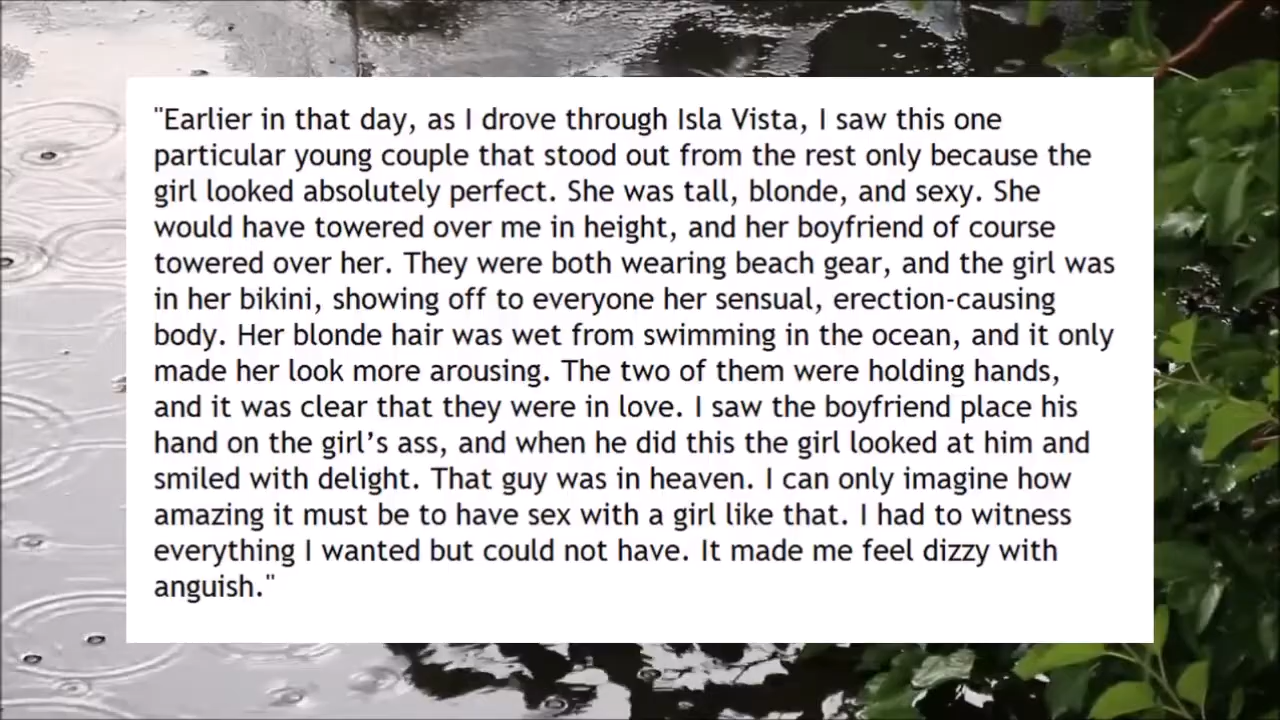 "Earlier in that day, as I drove through Isla Vista, I saw this one
particular young couple that stood out from the rest only because the
girl looked absolutely perfect. She was tall, blonde, and sexy. She
would have towered over me in height, and her boyfriend of course
towered over her. They were both wearing beach gear, and the girl was
in her bikini, showing off to everyone her sensual, erection-causing
body. Her blonde hair was wet from swimming in the ocean, and it only
made her look more arousing. The two of them were holding hands,
and it was clear that they were in love. I saw the boyfriend place his
hand on the girl’s ass, and when he did this the girl looked at him and
smiled with delight. That guy was in heaven. I can only imagine how
amazing it must be to have sex with a girl like that. I had to witness
everything I wanted but could not have. It made me feel dizzy with
anguish."